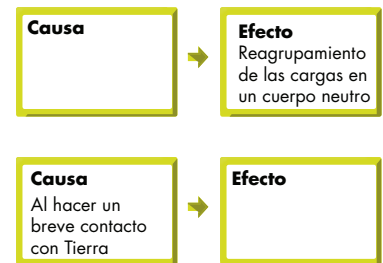 Causa
Efecto
Reagrupamiento
de las cargas en
un cuerpo neutro
Causa
Al hacer un
breve contacto
con Tierra
Efecto